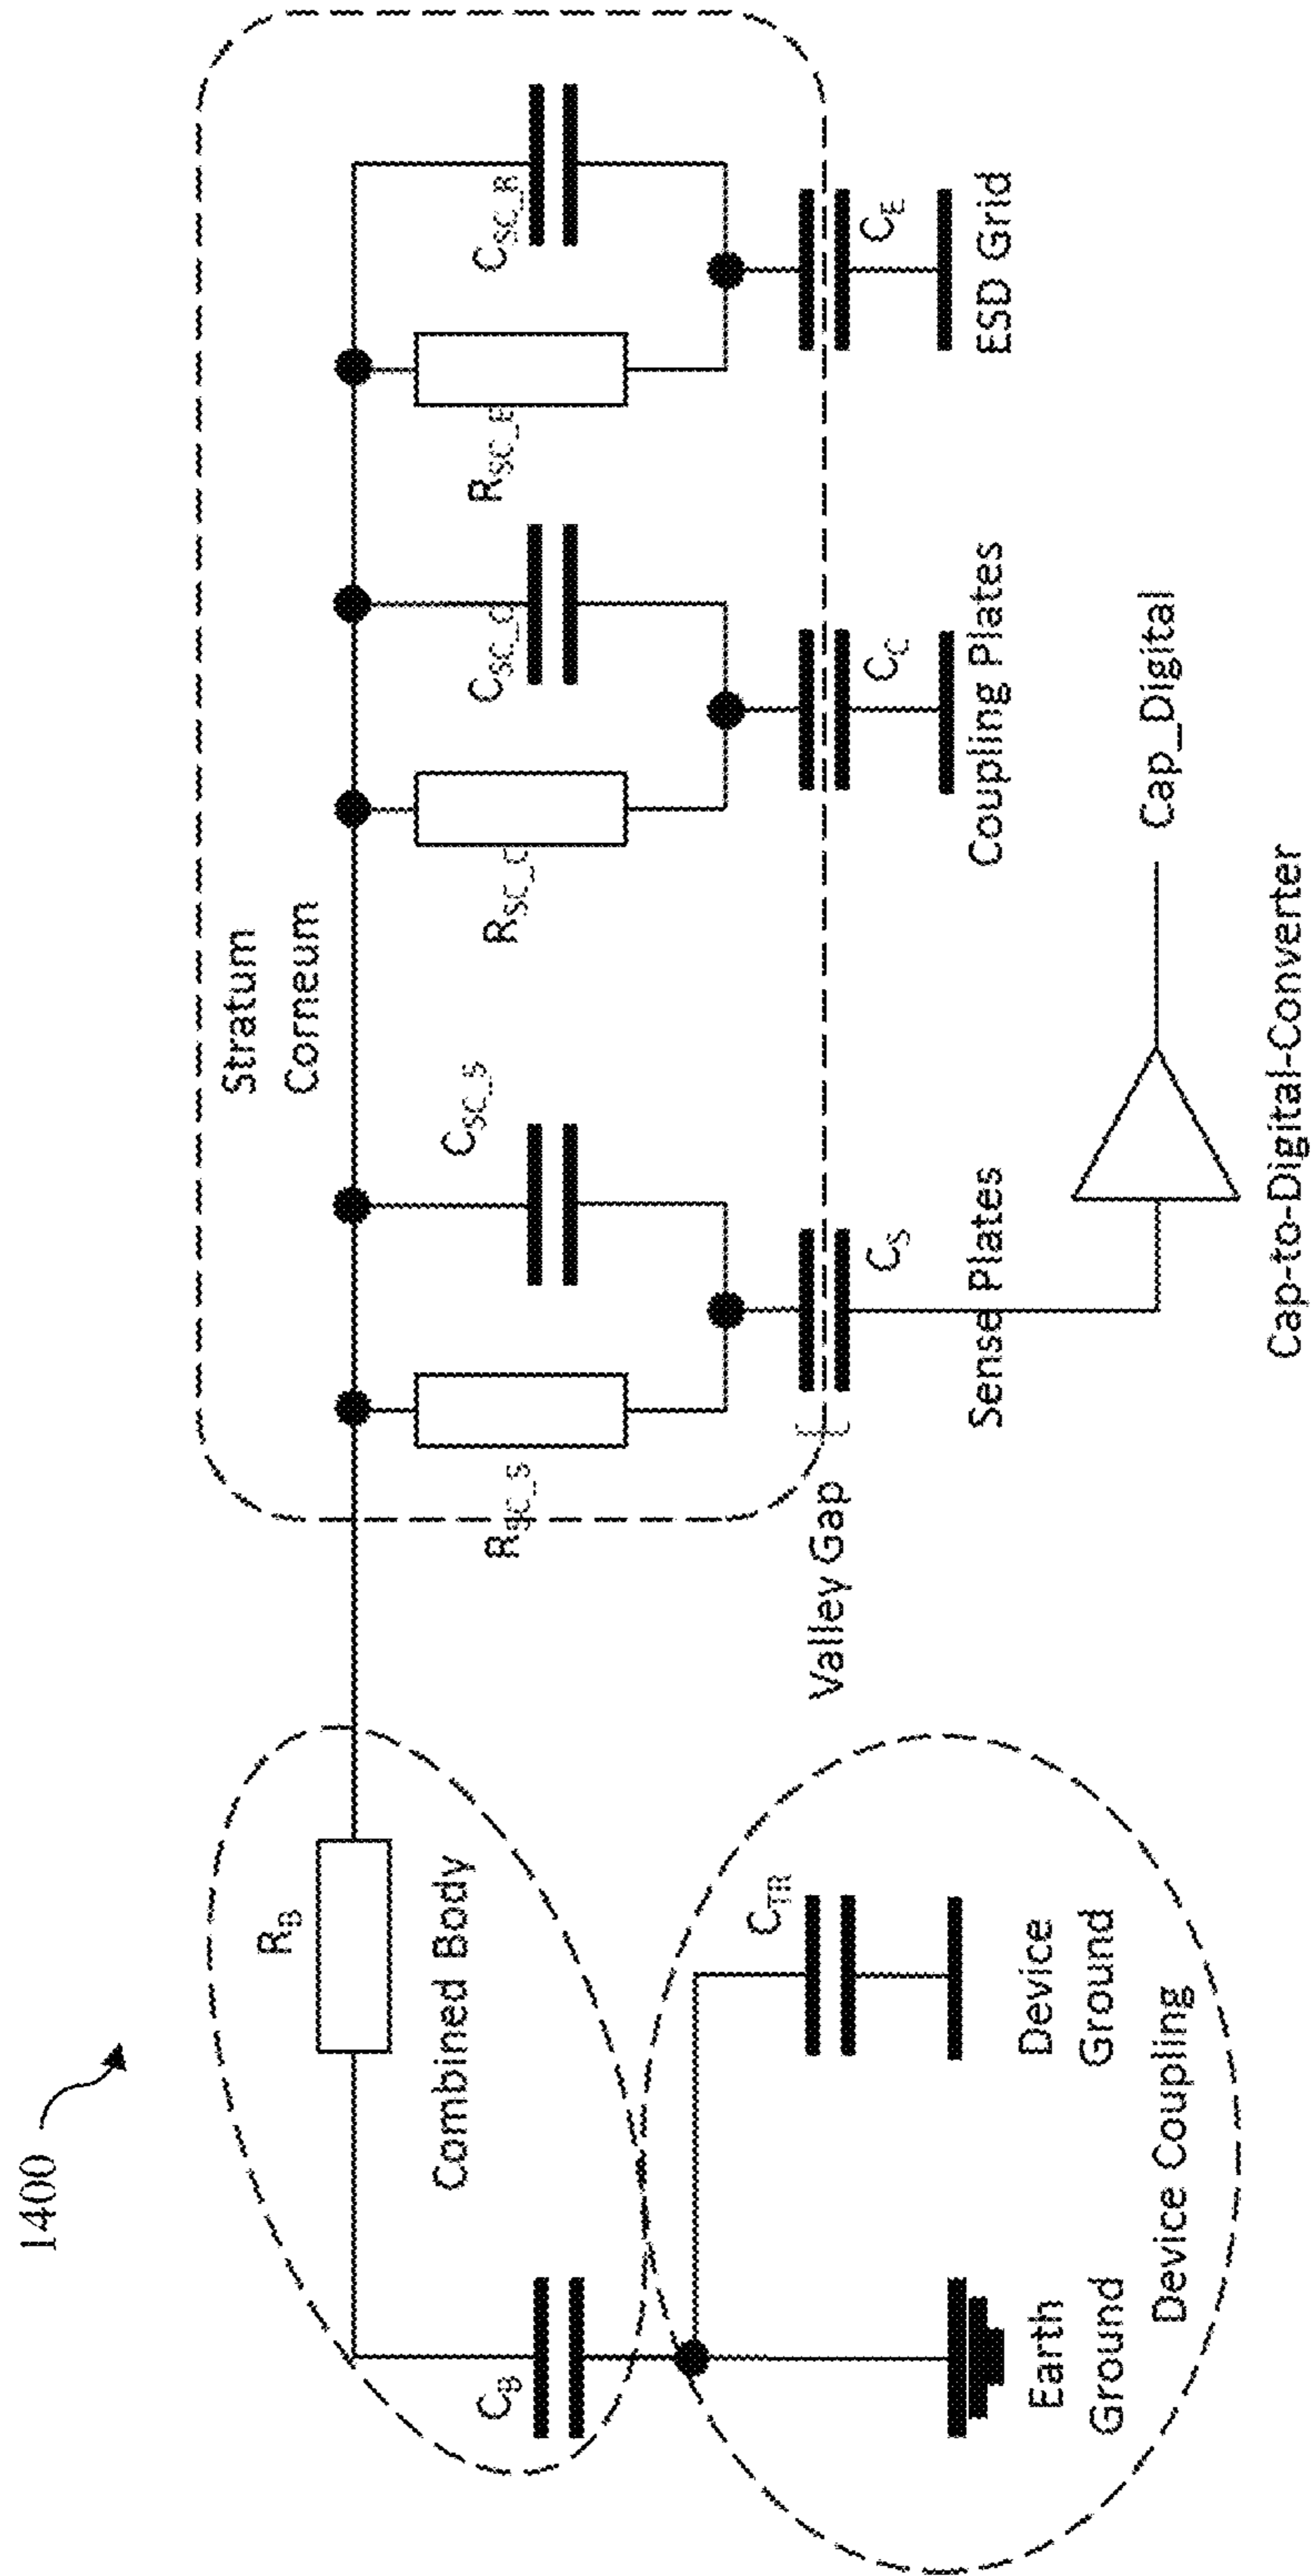 1400
R_B
Combined Body
C_B
C_TR
Earth
Ground
Device
Ground
Device Coupling
Stratum
Corneum
R_SC_S
C_SC_S
R_SC_C
C_SC_C
R_SC_E
C_SC_R
Valley Gap
C_S
C_C
C_E
Sense Plates
Coupling Plates
ESD Grid
Cap_Digital
Cap-to-Digital-Converter